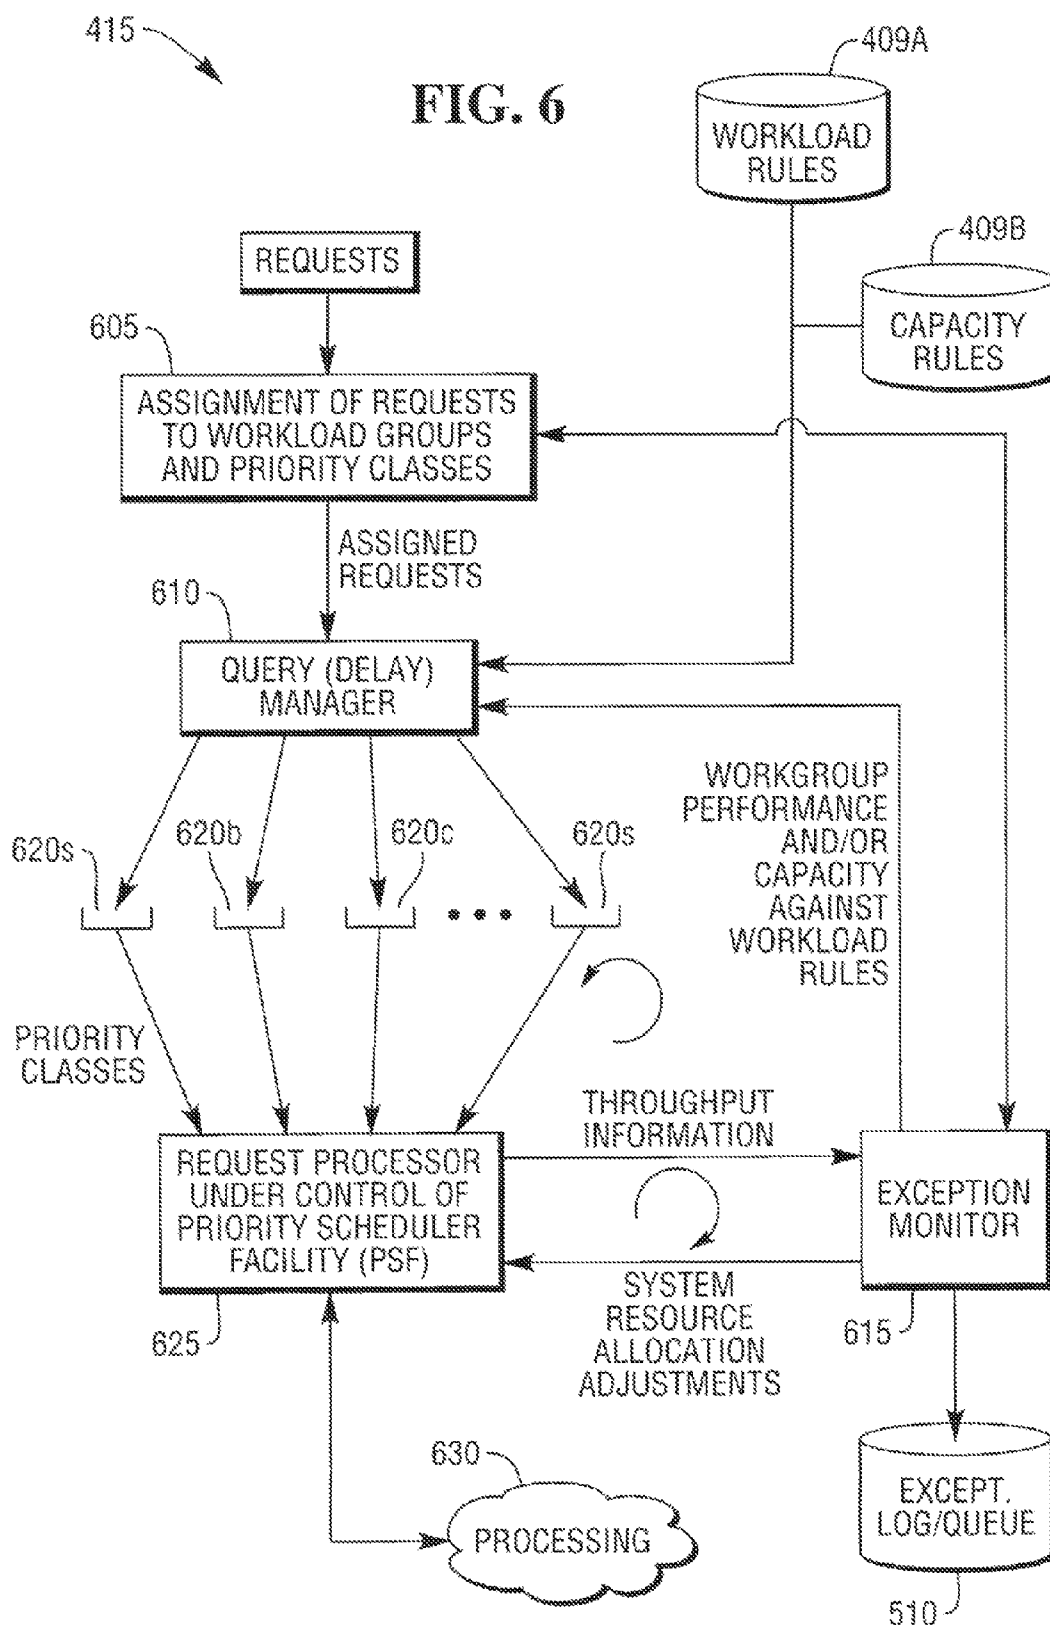 415
FIG. 6
409A
WORKLOAD
RULES
409B
CAPACITY
RULES
REQUESTS
605
ASSIGNMENT OF REQUESTS
TO WORKLOAD GROUPS
AND PRIORITY CLASSES
ASSIGNED
REQUESTS
610
QUERY (DELAY)
MANAGER
WORKGROUP
PERFORMANCE
AND/OR
CAPACITY
AGAINST
WORKLOAD
RULES
620s
620b
620c
620s
PRIORITY
CLASSES
THROUGHPUT
INFORMATION
REQUEST PROCESSOR
UNDER CONTROL OF
PRIORITY SCHEDULER
FACILITY (PSF)
625
EXCEPTION
MONITOR
615
SYSTEM
RESOURCE
ALLOCATION
ADJUSTMENTS
630
PROCESSING
EXCEPT.
LOG/QUEUE
510